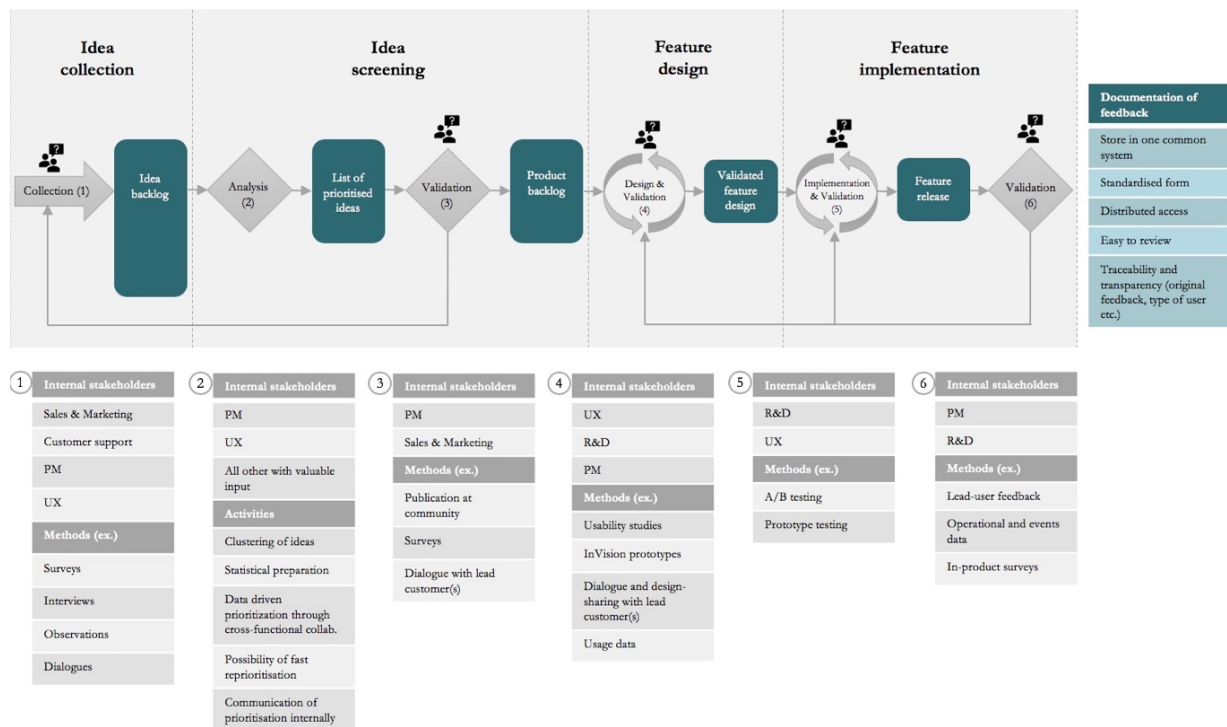 Idea
collection
Idea
screening
Feature
design
Feature
implementation
Collection (1)
Idea
backlog
Analysis
(2)
List of
prioritised
ideas
?
?
Validation
(3)
Product
backlog
?
Design &
Validation
(4)
Validated
feature
design
?
Implementation
& Validation
(5)
Feature
release
?
Validation
(6)
Documentation of
feedback
Store in one common
system
Standardised form
Distributed access
Easy to review
Traceability and
transparency (original
feedback, type of user
etc.)
1
Internal stakeholders
Sales & Marketing
Customer support
PM
UX
Methods (ex.)
Surveys
Interviews
Observations
Dialogues
2
Internal stakeholders
PM
UX
All other with valuable
input
Activities
Clustering of ideas
Statistical preparation
Data driven
prioritization through
cross-functional collab.
Possibility of fast
reprioritisation
Communication of
prioritisation internally
3
Internal stakeholders
PM
Sales & Marketing
Methods (ex.)
Publication at
community
Surveys
Dialogue with lead
customer(s)
4
Internal stakeholders
UX
R&D
PM
Methods (ex.)
Usability studies
InVision prototypes
Dialogue and design-
sharing with lead
customer(s)
Usage data
5
Internal stakeholders
R&D
UX
Methods (ex.)
A/B testing
Prototype testing
6
Internal stakeholders
PM
R&D
Methods (ex.)
Lead-user feedback
Operational and events
data
In-product surveys